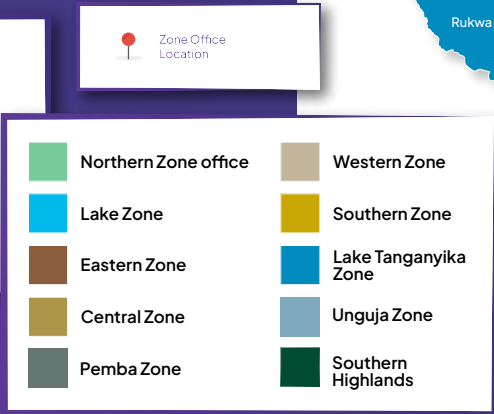 Zone Office
Location
Rukwa
Northern Zone office
Western Zone
Lake Zone
Southern Zone
Eastern Zone
Lake Tanganyika
Zone
Central Zone
Unguja Zone
Pemba Zone
Southern
Highlands